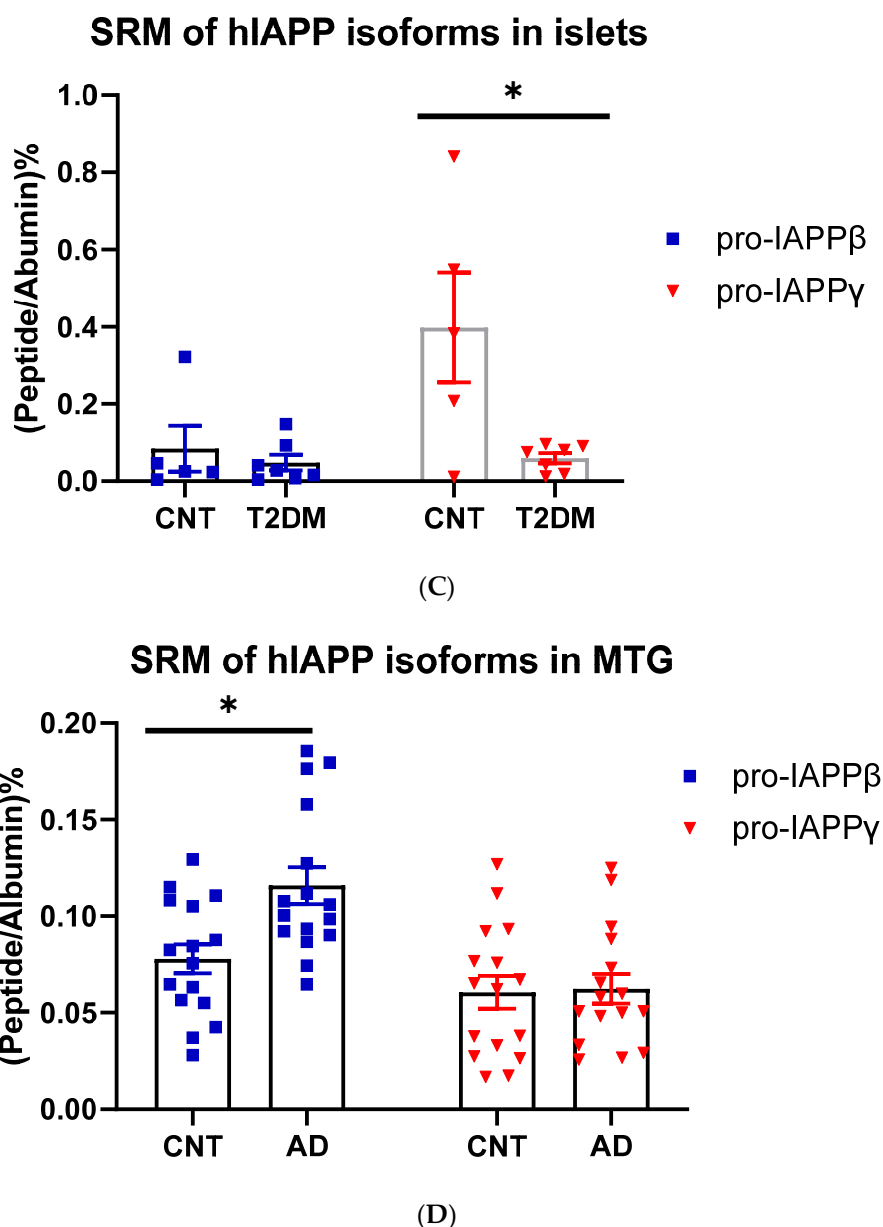 SRM of hIAPP isoforms in islets
*
(Peptide/Abumin)%
1.0
0.8
0.6
0.4
0.2
0.0
CNT T2DM CNT T2DM
pro-IAPPβ
pro-IAPPγ
(C)
SRM of hIAPP isoforms in MTG
*
(Peptide/Albumin)%
0.20
0.15
0.10
0.05
0.00
CNT AD CNT AD
pro-IAPPβ
pro-IAPPγ
(D)